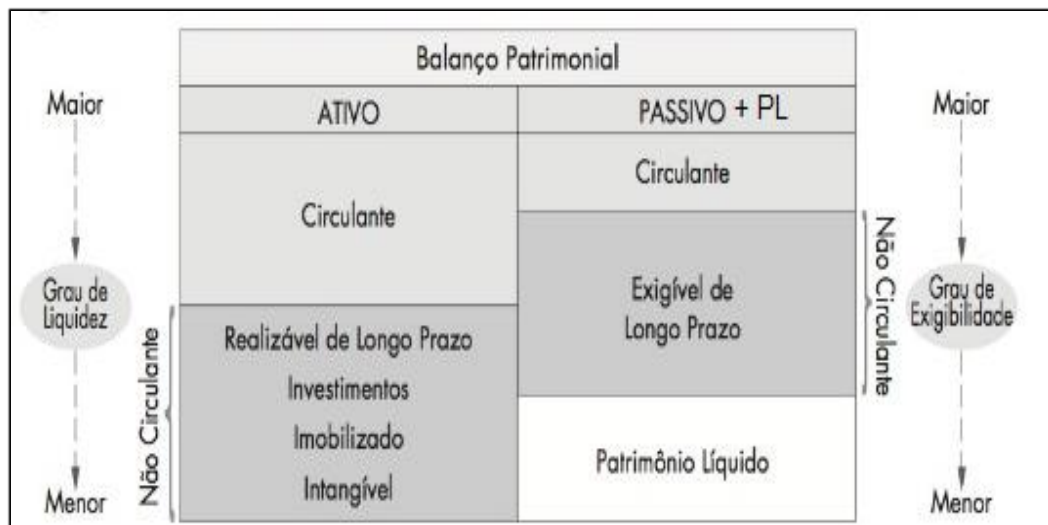 Balanço Patrimonial
Maior
ATIVO
PASSIVO + PL
Maior
Circulante
Circulante
Grau de
Liquidez
Não Circulante
Realizável de Longo Prazo
Investimentos
Imobilizado
Intangível
Exigível de
Longo Prazo
Não Circulante
Grau de
Exigibilidade
Patrimônio Líquido
Menor
Menor